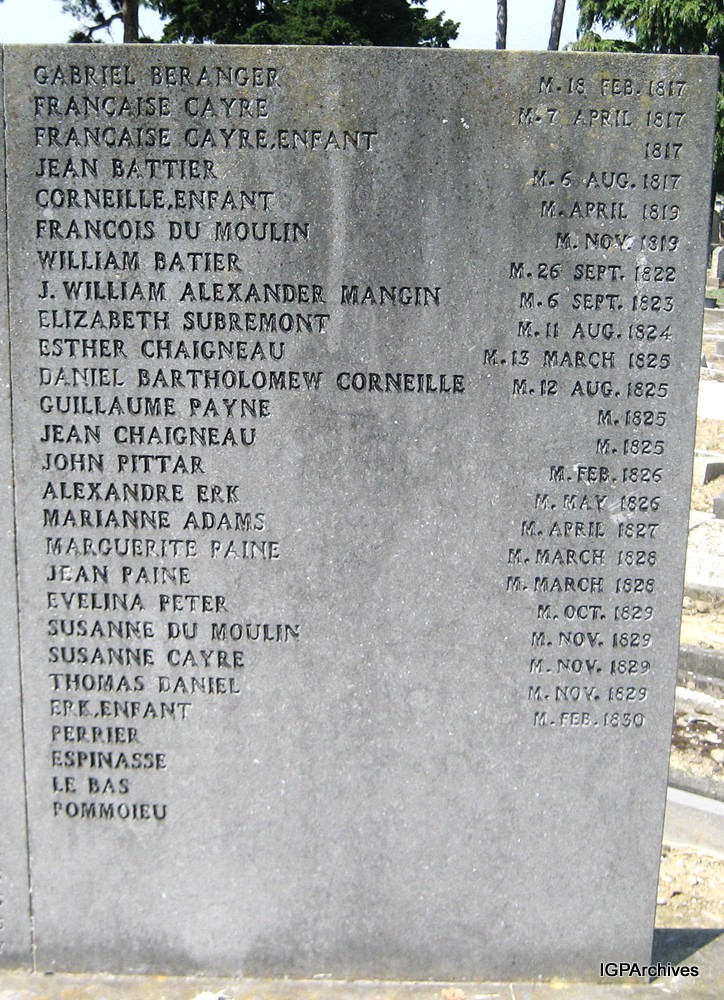 GABRIEL BERANGER M. 18 FEB. 1817
FRANÇAISE CAYRE M. 7 APRIL 1817
FRANÇAISE CAYRE, ENFANT 1817
JEAN BATTIER M. 6 AUG. 1817
CORNEILLE, ENFANT M. APRIL 1819
FRANCOIS DU MOULIN M. NOV. 1819
WILLIAM BATIER M. 26 SEPT. 1822
J. WILLIAM ALEXANDER MANGIN M. 6 SEPT. 1823
ELIZABETH SUBREMONT M. 11 AUG. 1824
ESTHER CHAIGNEAU M. 13 MARCH 1825
DANIEL BARTHOLOMEW CORNEILLE M. 12 AUG. 1825
GUILLAUME PAYNE M. 1825
JEAN CHAIGNEAU M. 1825
JOHN PITTAR M. FEB. 1826
ALEXANDRE ERK M. MAY 1826
MARIANNE ADAMS M. APRIL 1827
MARGUERITE PAINE M. MARCH 1828
JEAN PAINE M. MARCH 1828
EVELINA PETER M. OCT. 1829
SUSANNE DU MOULIN M. NOV. 1829
SUSANNE CAYRE M. NOV. 1829
THOMAS DANIEL M. NOV. 1829
ERK, ENFANT M. FEB. 1830
PERRIER
ESPINASSE
LE BAS
POMMOIEU
IGPArchives